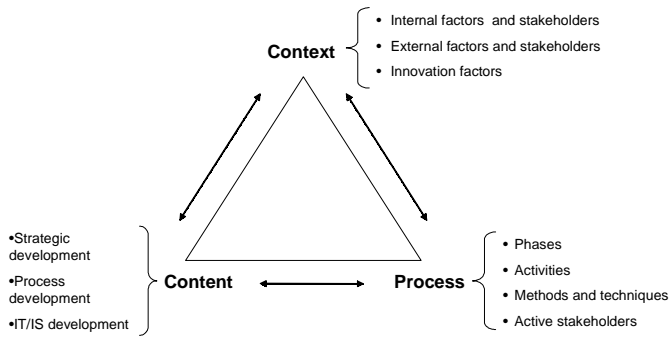 • Internal factors and stakeholders
• External factors and stakeholders
• Innovation factors
Context
•Strategic
development
•Process
development
•IT/IS development
Content
Process
• Phases
• Activities
• Methods and techniques
• Active stakeholders